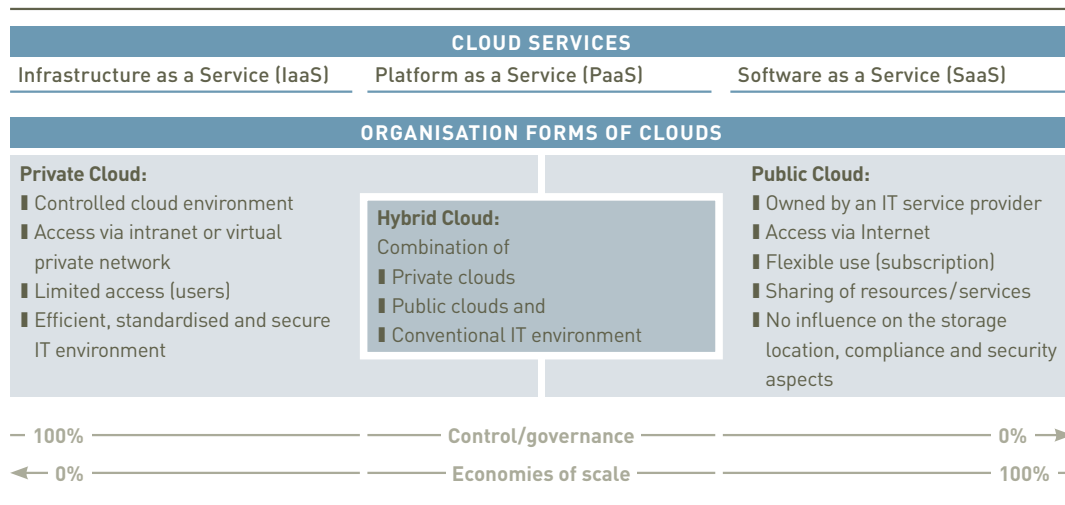 CLOUD SERVICES
Infrastructure as a Service (IaaS)
Platform as a Service (PaaS)
Software as a Service (SaaS)
ORGANISATION FORMS OF CLOUDS
Private Cloud:
❚ Controlled cloud environment
❚ Access via intranet or virtual
private network
❚ Limited access (users)
❚ Efficient, standardised and secure
IT environment
Hybrid Cloud:
Combination of
❚ Private clouds
❚ Public clouds and
❚ Conventional IT environment
Public Cloud:
❚ Owned by an IT service provider
❚ Access via Internet
❚ Flexible use (subscription)
❚ Sharing of resources/services
❚ No influence on the storage
location, compliance and security
aspects
100% Control/governance 0%
0% Economies of scale 100%